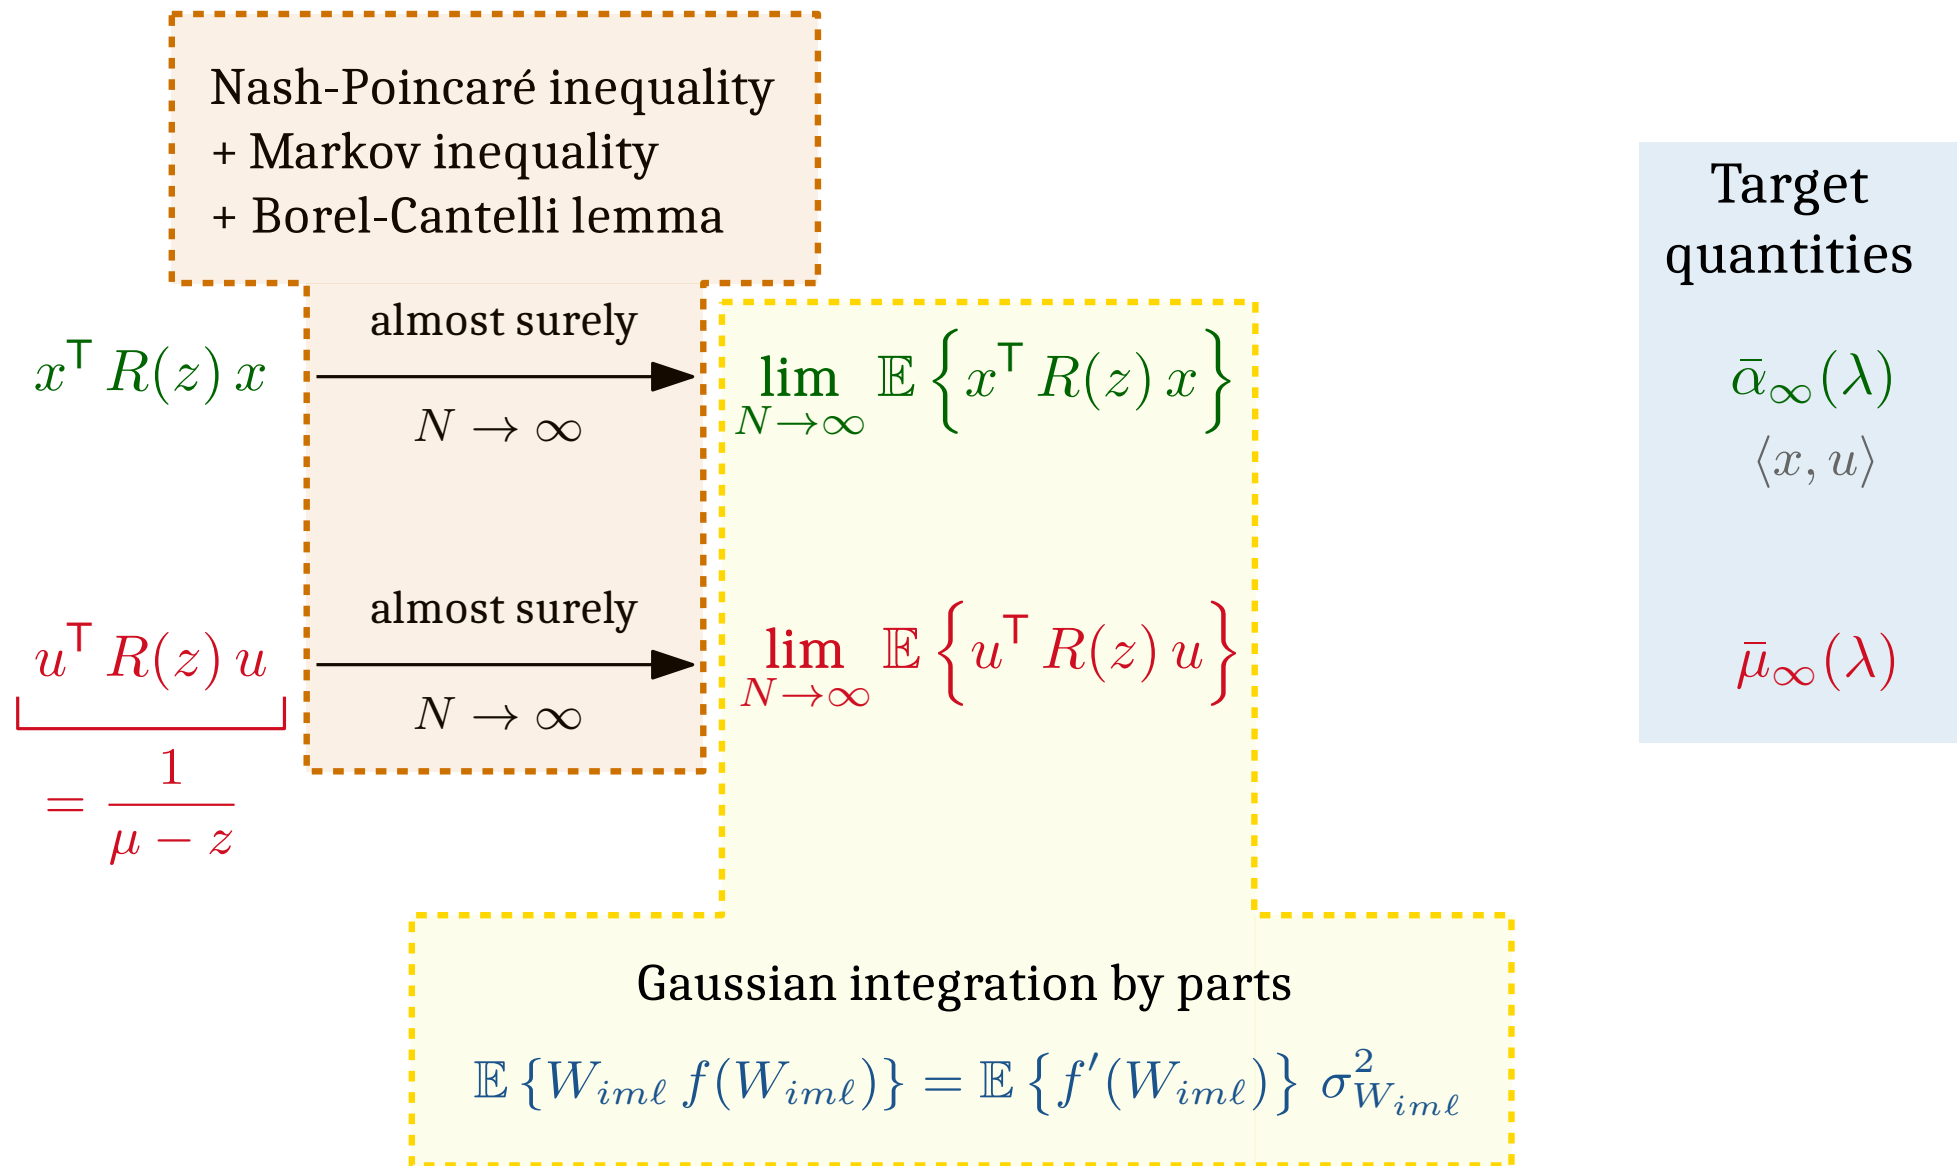 Nash-Poincaré inequality
+ Markov inequality
+ Borel-Cantelli lemma
Target
quantities
almost surely
x^⊤ R(z) x
N → ∞
lim_{N→∞} 𝔼 {x^⊤ R(z) x}
ᾱ_∞(λ)
⟨x, u⟩
almost surely
u^⊤ R(z) u
N → ∞
lim_{N→∞} 𝔼 {u^⊤ R(z) u}
μ̄_∞(λ)
= 1/(μ − z)
Gaussian integration by parts
𝔼 {W_{imℓ} f(W_{imℓ})} = 𝔼 {f′(W_{imℓ})} σ²_{W_{imℓ}}